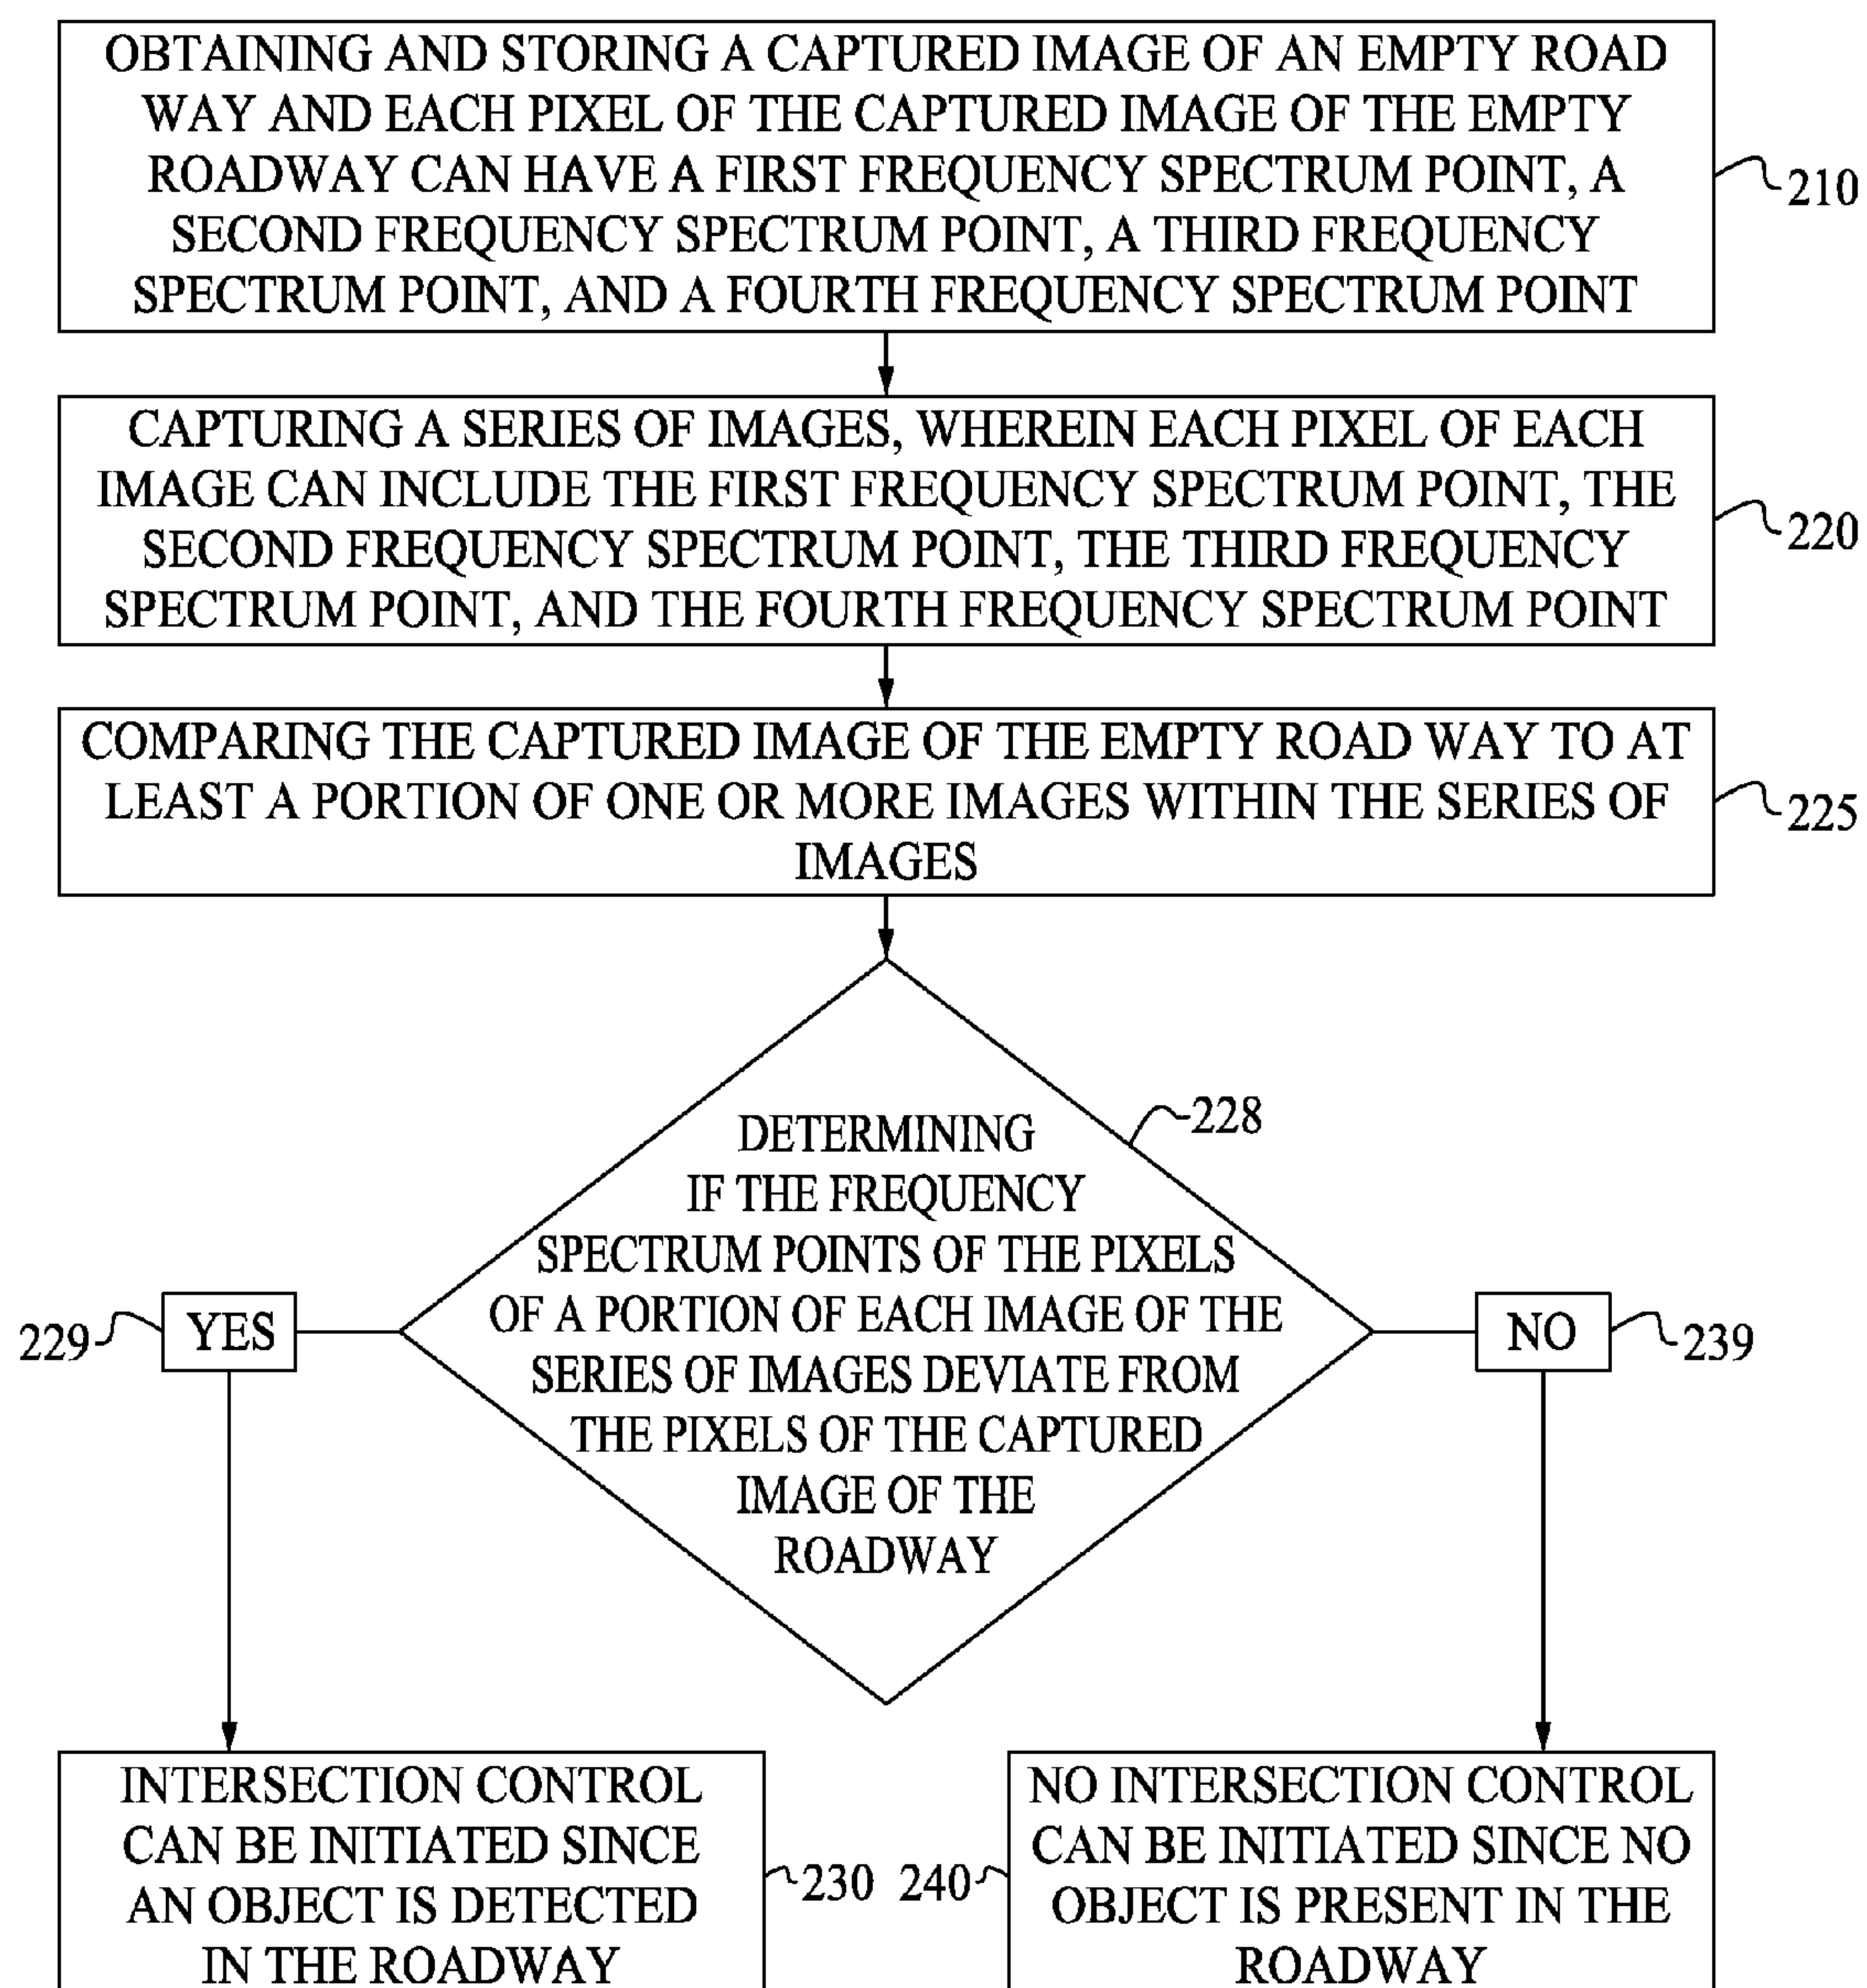 OBTAINING AND STORING A CAPTURED IMAGE OF AN EMPTY ROAD
WAY AND EACH PIXEL OF THE CAPTURED IMAGE OF THE EMPTY
ROADWAY CAN HAVE A FIRST FREQUENCY SPECTRUM POINT, A
SECOND FREQUENCY SPECTRUM POINT, A THIRD FREQUENCY
SPECTRUM POINT, AND A FOURTH FREQUENCY SPECTRUM POINT
210
CAPTURING A SERIES OF IMAGES, WHEREIN EACH PIXEL OF EACH
IMAGE CAN INCLUDE THE FIRST FREQUENCY SPECTRUM POINT, THE
SECOND FREQUENCY SPECTRUM POINT, THE THIRD FREQUENCY
SPECTRUM POINT, AND THE FOURTH FREQUENCY SPECTRUM POINT
220
COMPARING THE CAPTURED IMAGE OF THE EMPTY ROAD WAY TO AT
LEAST A PORTION OF ONE OR MORE IMAGES WITHIN THE SERIES OF
IMAGES
225
DETERMINING
IF THE FREQUENCY
SPECTRUM POINTS OF THE PIXELS
OF A PORTION OF EACH IMAGE OF THE
SERIES OF IMAGES DEVIATE FROM
THE PIXELS OF THE CAPTURED
IMAGE OF THE
ROADWAY
228
229
YES
NO
239
INTERSECTION CONTROL
CAN BE INITIATED SINCE
AN OBJECT IS DETECTED
IN THE ROADWAY
230
240
NO INTERSECTION CONTROL
CAN BE INITIATED SINCE NO
OBJECT IS PRESENT IN THE
ROADWAY